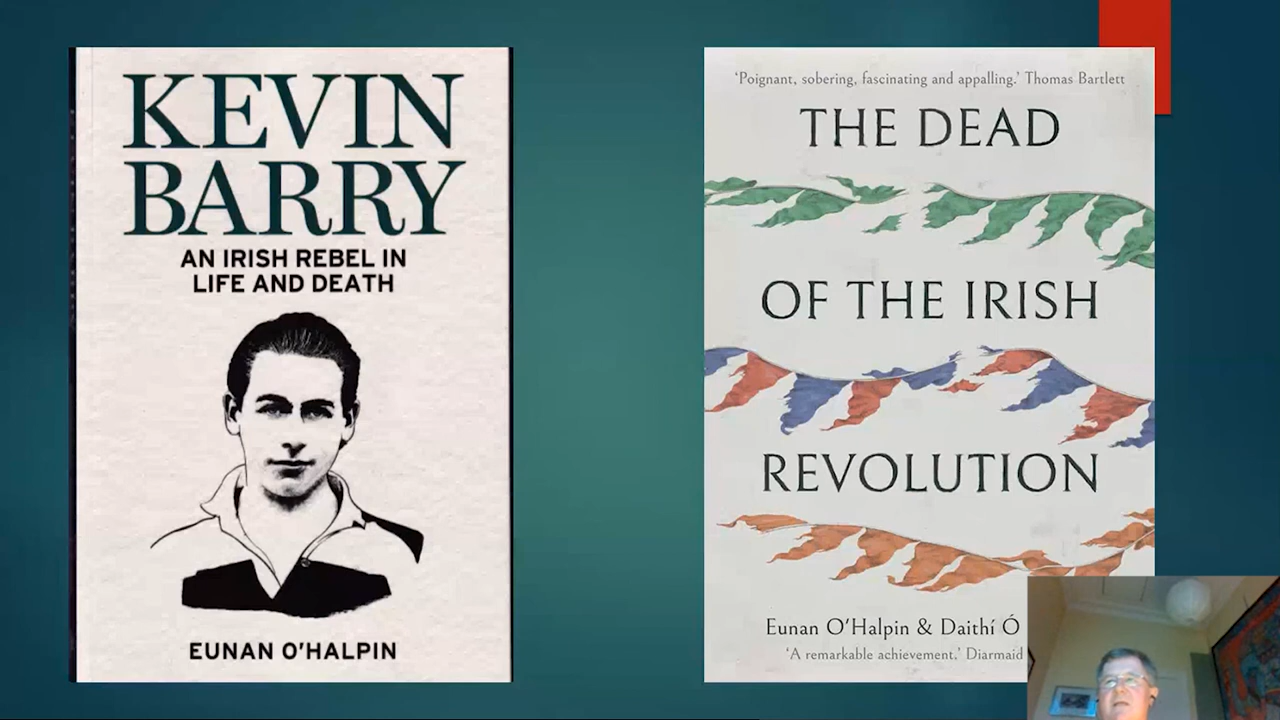 KEVIN
BARRY
AN IRISH REBEL IN
LIFE AND DEATH
EUNAN O'HALPIN
'Poignant, sobering, fascinating and appalling.' Thomas Bartlett
THE DEAD
OF THE IRISH
REVOLUTION
Eunan O'Halpin & Daithí Ó
'A remarkable achievement.' Diarmaid